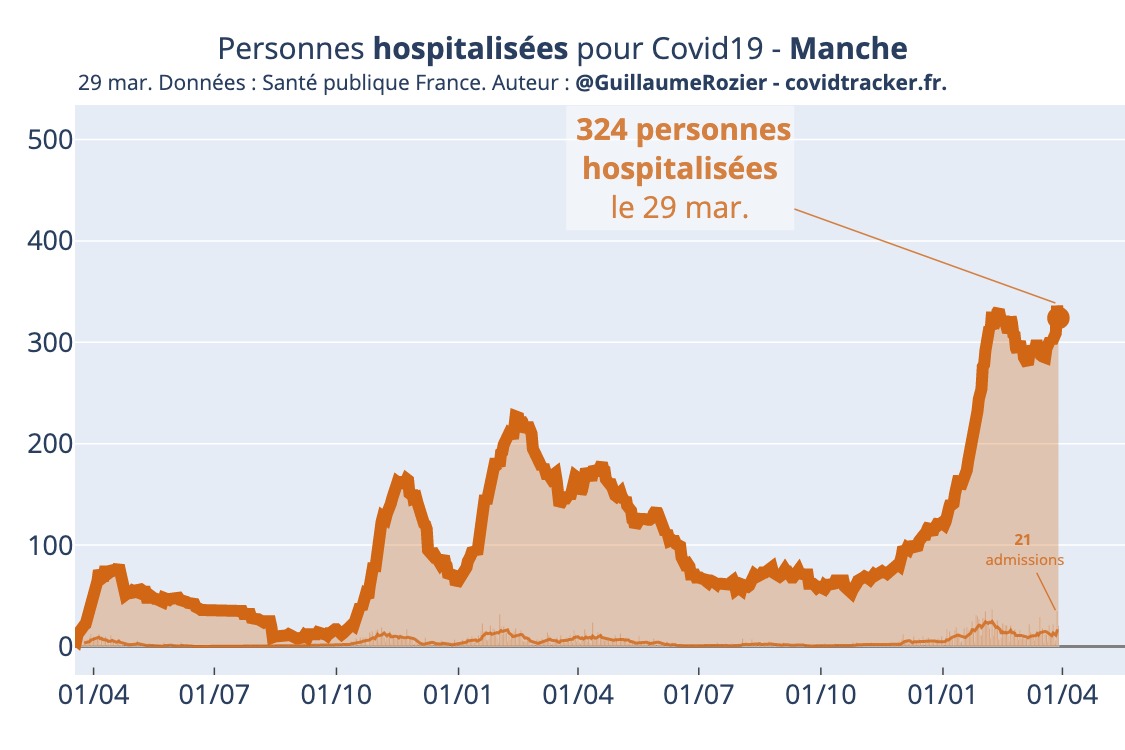 Personnes hospitalisées pour Covid19 - Manche
29 mar. Données : Santé publique France. Auteur : @GuillaumeRozier - covidtracker.fr.
324 personnes
hospitalisées
le 29 mar.
500
400
300
200
100
0
21
admissions
01/04 01/07 01/10 01/01 01/04 01/07 01/10 01/01 01/04